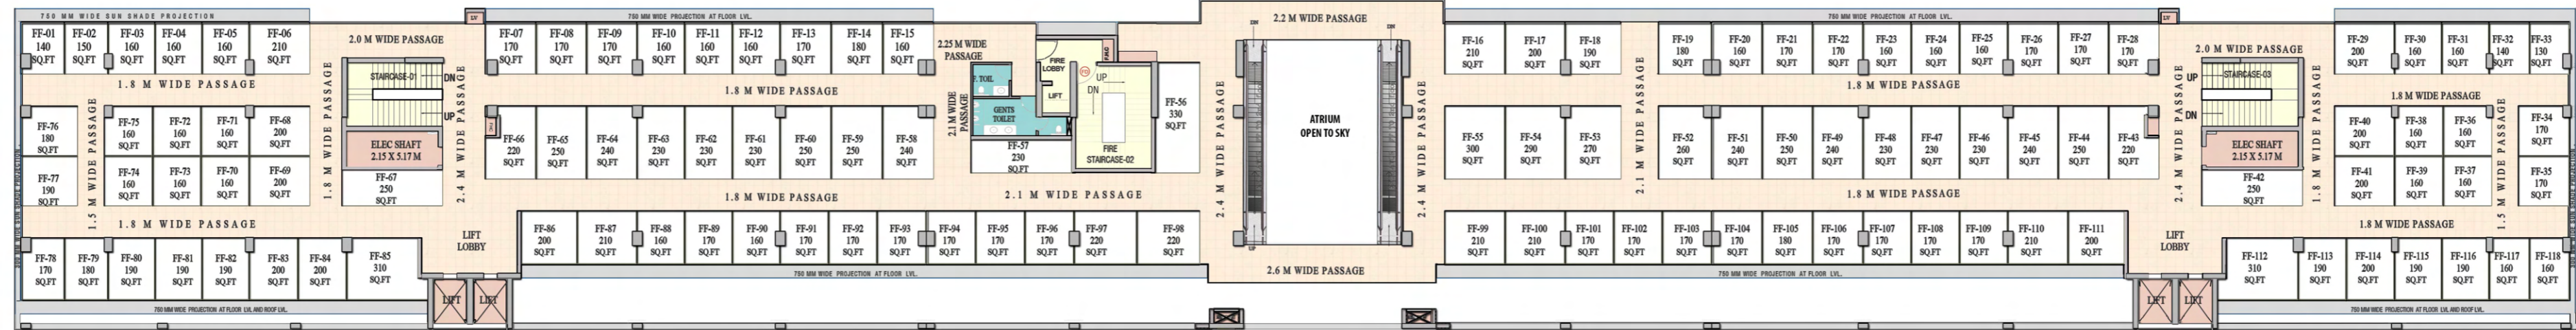 750 MM WIDE SUN SHADE PROJECTION
750 MM WIDE PROJECTION AT FLOOR LVL.
2.2 M WIDE PASSAGE
750 MM WIDE PROJECTION AT FLOOR LVL.
FF-01
140
SQ.FT
FF-02
150
SQ.FT
FF-03
160
SQ.FT
FF-04
160
SQ.FT
FF-05
160
SQ.FT
FF-06
210
SQ.FT
2.0 M WIDE PASSAGE
FF-07
170
SQ.FT
FF-08
170
SQ.FT
FF-09
170
SQ.FT
FF-10
160
SQ.FT
FF-11
160
SQ.FT
FF-12
160
SQ.FT
FF-13
170
SQ.FT
FF-14
180
SQ.FT
FF-15
160
SQ.FT
2.25 M WIDE
PASSAGE
FF-16
210
SQ.FT
FF-17
200
SQ.FT
FF-18
190
SQ.FT
FF-19
180
SQ.FT
FF-20
160
SQ.FT
FF-21
170
SQ.FT
FF-22
170
SQ.FT
FF-23
160
SQ.FT
FF-24
160
SQ.FT
FF-25
160
SQ.FT
FF-26
170
SQ.FT
FF-27
170
SQ.FT
FF-28
170
SQ.FT
2.0 M WIDE PASSAGE
FF-29
200
SQ.FT
FF-30
160
SQ.FT
FF-31
160
SQ.FT
FF-32
140
SQ.FT
FF-33
130
SQ.FT
1.8 M WIDE PASSAGE
STAIRCASE-01
DN
UP
1.8 M WIDE PASSAGE
F. TOIL
GENTS
TOILET
FIRE
LOBBY
LIFT
UP
DN
FIRE
STAIRCASE-02
FF-56
330
SQ.FT
ATRIUM
OPEN TO SKY
1.8 M WIDE PASSAGE
UP
DN
STAIRCASE-03
1.8 M WIDE PASSAGE
FF-76
180
SQ.FT
1.5 M WIDE PASSAGE
FF-75
160
SQ.FT
FF-72
160
SQ.FT
FF-71
160
SQ.FT
FF-68
200
SQ.FT
1.8 M WIDE PASSAGE
ELEC SHAFT
2.15 X 5.17 M
2.4 M WIDE PASSAGE
FF-66
220
SQ.FT
FF-65
250
SQ.FT
FF-64
240
SQ.FT
FF-63
230
SQ.FT
FF-62
230
SQ.FT
FF-61
230
SQ.FT
FF-60
250
SQ.FT
FF-59
250
SQ.FT
FF-58
240
SQ.FT
2.1 M WIDE
PASSAGE
FF-57
230
SQ.FT
2.4 M WIDE PASSAGE
2.4 M WIDE PASSAGE
FF-55
300
SQ.FT
FF-54
290
SQ.FT
FF-53
270
SQ.FT
2.1 M WIDE PASSAGE
FF-52
260
SQ.FT
FF-51
240
SQ.FT
FF-50
250
SQ.FT
FF-49
240
SQ.FT
FF-48
230
SQ.FT
FF-47
230
SQ.FT
FF-46
230
SQ.FT
FF-45
240
SQ.FT
FF-44
250
SQ.FT
FF-43
220
SQ.FT
2.4 M WIDE PASSAGE
ELEC SHAFT
2.15 X 5.17 M
1.8 M WIDE PASSAGE
FF-40
200
SQ.FT
FF-38
160
SQ.FT
FF-36
160
SQ.FT
1.5 M WIDE PASSAGE
FF-34
170
SQ.FT
FF-77
190
SQ.FT
FF-74
160
SQ.FT
FF-73
160
SQ.FT
FF-70
160
SQ.FT
FF-69
200
SQ.FT
FF-67
250
SQ.FT
1.8 M WIDE PASSAGE
2.1 M WIDE PASSAGE
1.8 M WIDE PASSAGE
FF-42
250
SQ.FT
FF-41
200
SQ.FT
FF-39
160
SQ.FT
FF-37
160
SQ.FT
FF-35
170
SQ.FT
1.8 M WIDE PASSAGE
1.8 M WIDE PASSAGE
FF-78
170
SQ.FT
FF-79
180
SQ.FT
FF-80
190
SQ.FT
FF-81
190
SQ.FT
FF-82
190
SQ.FT
FF-83
200
SQ.FT
FF-84
200
SQ.FT
FF-85
310
SQ.FT
LIFT
LOBBY
FF-86
200
SQ.FT
FF-87
210
SQ.FT
FF-88
160
SQ.FT
FF-89
170
SQ.FT
FF-90
160
SQ.FT
FF-91
170
SQ.FT
FF-92
170
SQ.FT
FF-93
170
SQ.FT
FF-94
170
SQ.FT
FF-95
170
SQ.FT
FF-96
170
SQ.FT
FF-97
220
SQ.FT
FF-98
220
SQ.FT
2.6 M WIDE PASSAGE
FF-99
210
SQ.FT
FF-100
210
SQ.FT
FF-101
170
SQ.FT
FF-102
170
SQ.FT
FF-103
170
SQ.FT
FF-104
170
SQ.FT
FF-105
180
SQ.FT
FF-106
170
SQ.FT
FF-107
170
SQ.FT
FF-108
170
SQ.FT
FF-109
170
SQ.FT
FF-110
210
SQ.FT
FF-111
200
SQ.FT
LIFT
LOBBY
FF-112
310
SQ.FT
FF-113
190
SQ.FT
FF-114
200
SQ.FT
FF-115
190
SQ.FT
FF-116
190
SQ.FT
FF-117
160
SQ.FT
FF-118
160
SQ.FT
750 MM WIDE PROJECTION AT FLOOR LVL.
750 MM WIDE PROJECTION AT FLOOR LVL.
LIFT
LIFT
LIFT
LIFT
750 MM WIDE PROJECTION AT FLOOR LVL AND ROOF LVL.
750 MM WIDE PROJECTION AT FLOOR LVL AND ROOF LVL.